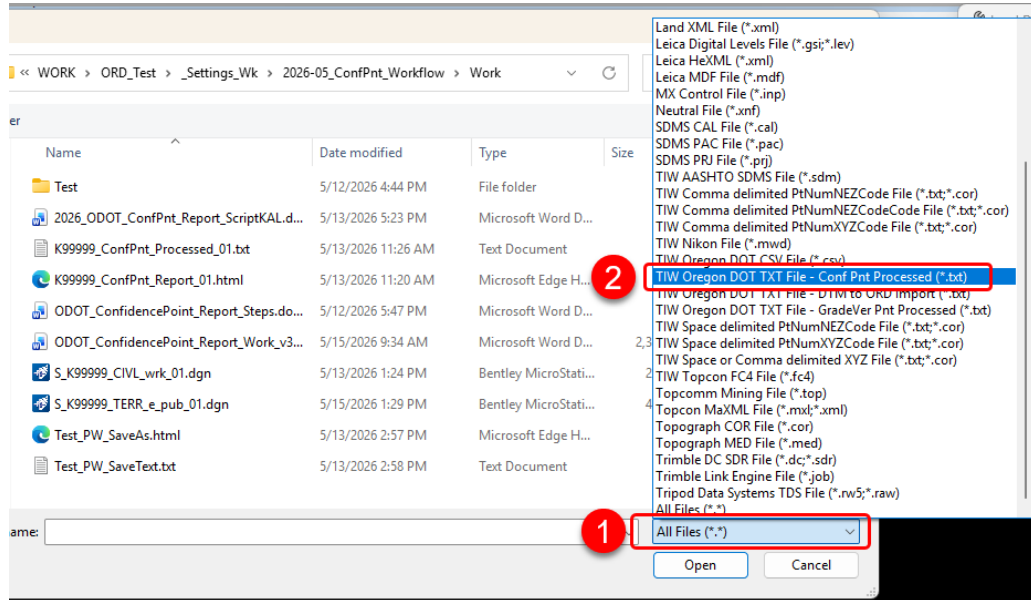 « WORK > ORD_Test > _Settings_Wk > 2026-05_ConfPnt_Workflow > Work
er
Name Date modified Type Size
Test 5/12/2026 4:44 PM File folder
2026_ODOT_ConfPnt_Report_ScriptKAL.d... 5/13/2026 5:23 PM Microsoft Word D...
K99999_ConfPnt_Processed_01.txt 5/13/2026 11:26 AM Text Document
K99999_ConfPnt_Report_01.html 5/13/2026 11:20 AM Microsoft Edge H...
ODOT_ConfidencePoint_Report_Steps.do... 5/12/2026 5:47 PM Microsoft Word D...
ODOT_ConfidencePoint_Report_Work_v3... 5/15/2026 9:34 AM Microsoft Word D... 2,3
S_K99999_CIVL_wrk_01.dgn 5/13/2026 1:24 PM Bentley MicroStati... 2
S_K99999_TERR_e_pub_01.dgn 5/15/2026 1:29 PM Bentley MicroStati... 4
Test_PW_SaveAs.html 5/13/2026 2:57 PM Microsoft Edge H...
Test_PW_SaveText.txt 5/13/2026 2:58 PM Text Document
Land XML File (*.xml)
Leica Digital Levels File (*.gsi;*.lev)
Leica HeXML (*.xml)
Leica MDF File (*.mdf)
MX Control File (*.inp)
Neutral File (*.xnf)
SDMS CAL File (*.cal)
SDMS PAC File (*.pac)
SDMS PRJ File (*.prj)
TIW AASHTO SDMS File (*.sdm)
TIW Comma delimited PtNumNEZCode File (*.txt;*.cor)
TIW Comma delimited PtNumNEZCodeCode File (*.txt;*.cor)
TIW Comma delimited PtNumXYZCode File (*.txt;*.cor)
TIW Nikon File (*.mwd)
TIW Oregon DOT CSV File (*.csv)
2
TIW Oregon DOT TXT File - Conf Pnt Processed (*.txt)
TIW Oregon DOT TXT File - DTM to ORD Import (*.txt)
TIW Oregon DOT TXT File - GradeVer Pnt Processed (*.txt)
TIW Space delimited PtNumNEZCode File (*.txt;*.cor)
TIW Space delimited PtNumXYZCode File (*.txt;*.cor)
TIW Space or Comma delimited XYZ File (*.txt;*.cor)
TIW Topcon FC4 File (*.fc4)
Topcomm Mining File (*.top)
Topcon MaXML File (*.mxl;*.xml)
Topograph COR File (*.cor)
Topograph MED File (*.med)
Trimble DC SDR File (*.dc;*.sdr)
Trimble Link Engine File (*.job)
Tripod Data Systems TDS File (*.rw5;*.raw)
All Files (*.*)
ame:
1
All Files (*.*)
Open Cancel